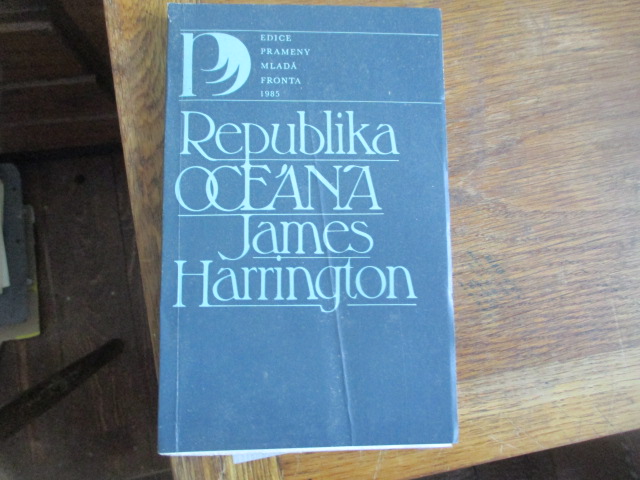 P
EDICE
PRAMENY
MLADÁ
FRONTA
1985
Republika
OCEÁNA
James
Harrington